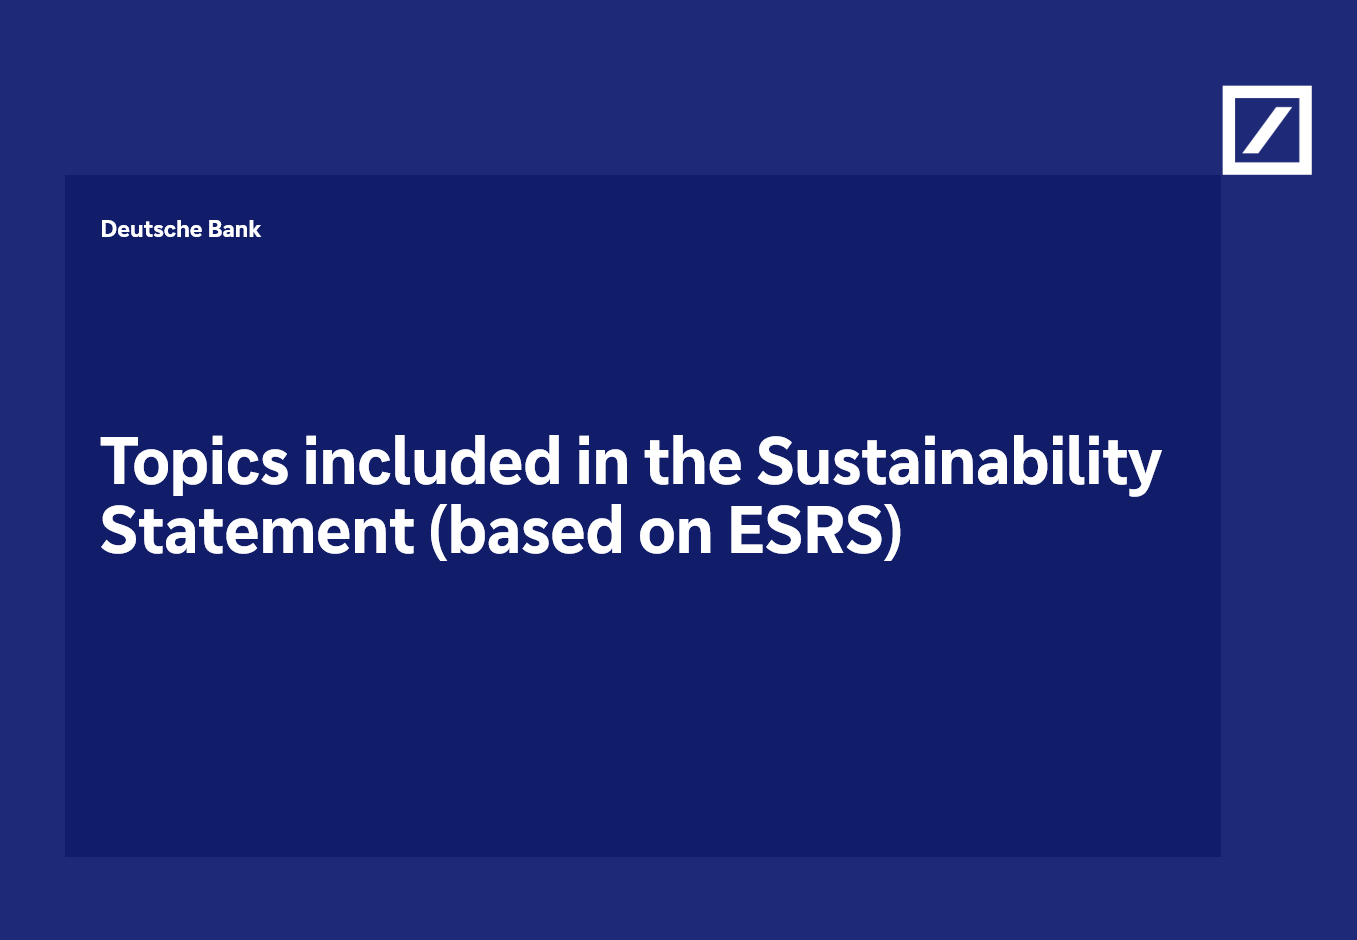 Deutsche Bank
Topics included in the Sustainability
Statement (based on ESRS)